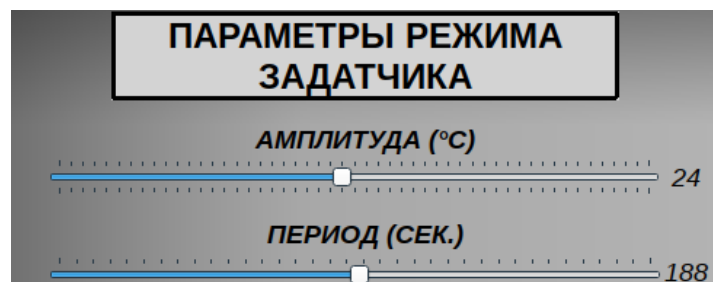 ПАРАМЕТРЫ РЕЖИМА
ЗАДАТЧИКА
АМПЛИТУДА (°C)
24
ПЕРИОД (СЕК.)
188